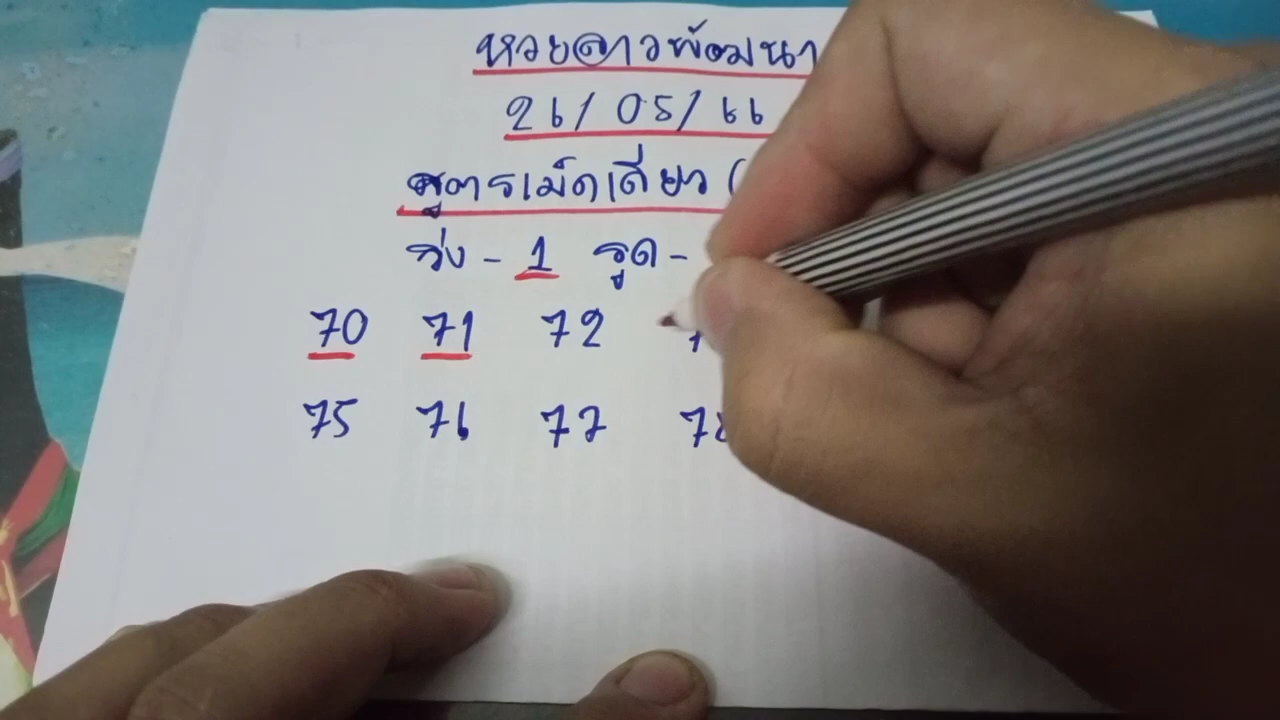 หวยลาวพัฒนา
26/05/66
สูตรเม็ดเดียว (
วิ่ง - 1 รูด -
70 71 72
75 76 77 78